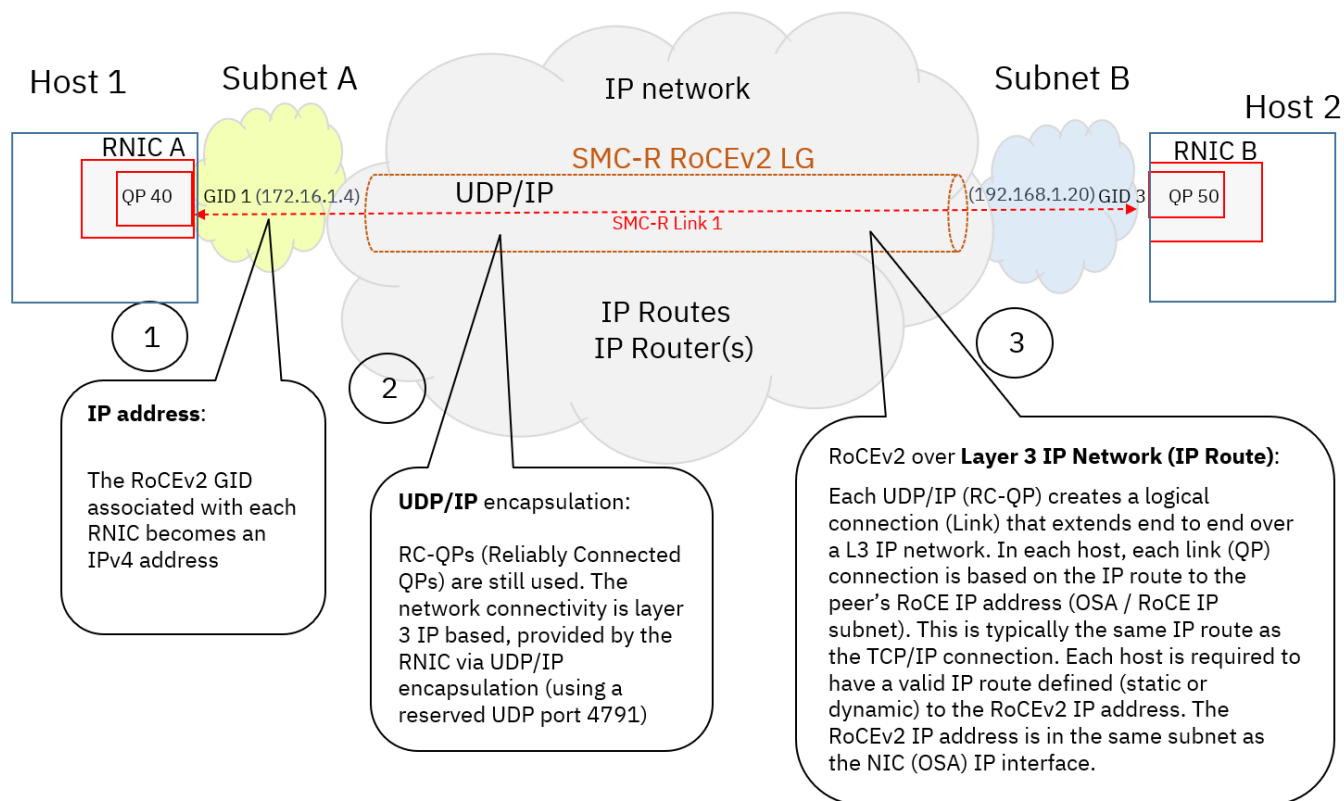 Host 1
Subnet A
IP network
Subnet B
Host 2
RNIC A
SMC-R RoCEv2 LG
RNIC B
QP 40
GID 1 (172.16.1.4)
UDP/IP
(192.168.1.20) GID 3
QP 50
SMC-R Link 1
IP Routes
IP Router(s)
1
2
3
IP address:
The RoCEv2 GID
associated with each
RNIC becomes an
IPv4 address
UDP/IP encapsulation:
RC-QPs (Reliably Connected
QPs) are still used. The
network connectivity is layer
3 IP based, provided by the
RNIC via UDP/IP
encapsulation (using a
reserved UDP port 4791)
RoCEv2 over Layer 3 IP Network (IP Route):
Each UDP/IP (RC-QP) creates a logical
connection (Link) that extends end to end over
a L3 IP network. In each host, each link (QP)
connection is based on the IP route to the
peer's RoCE IP address (OSA / RoCE IP
subnet). This is typically the same IP route as
the TCP/IP connection. Each host is required to
have a valid IP route defined (static or
dynamic) to the RoCEv2 IP address. The
RoCEv2 IP address is in the same subnet as
the NIC (OSA) IP interface.